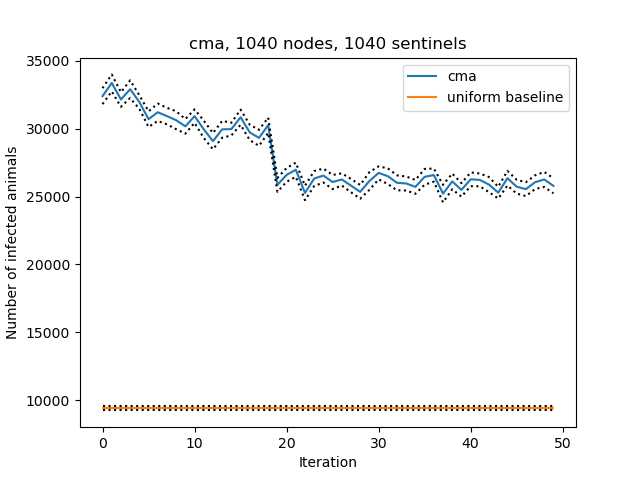 cma, 1040 nodes, 1040 sentinels
cma
uniform baseline
Number of infected animals
35000
30000
25000
20000
15000
10000
0 10 20 30 40 50
Iteration